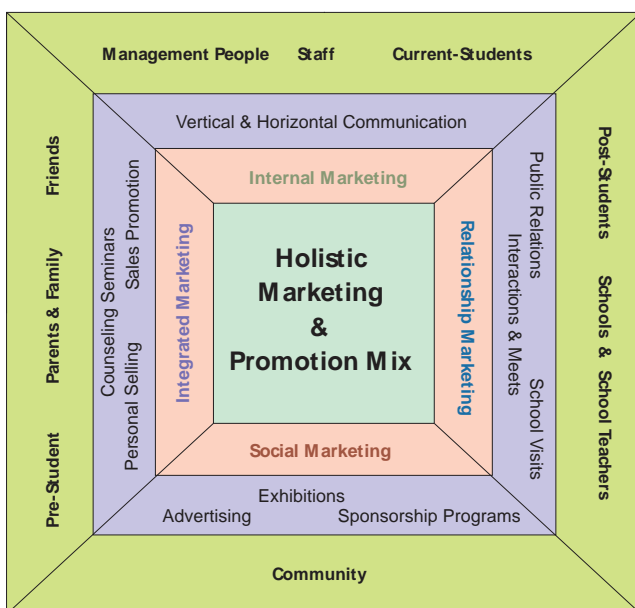 Management People Staff Current-Students
Vertical & Horizontal Communication
Internal Marketing
Friends
Parents & Family
Pre-Student
Counseling Seminars
Sales Promotion
Personal Selling
Integrated Marketing
Holistic
Marketing
&
Promotion Mix
Relationship Marketing
Public Relations
Interactions & Meets
School Visits
Post-Students
Schools & School Teachers
Social Marketing
Exhibitions
Advertising Sponsorship Programs
Community